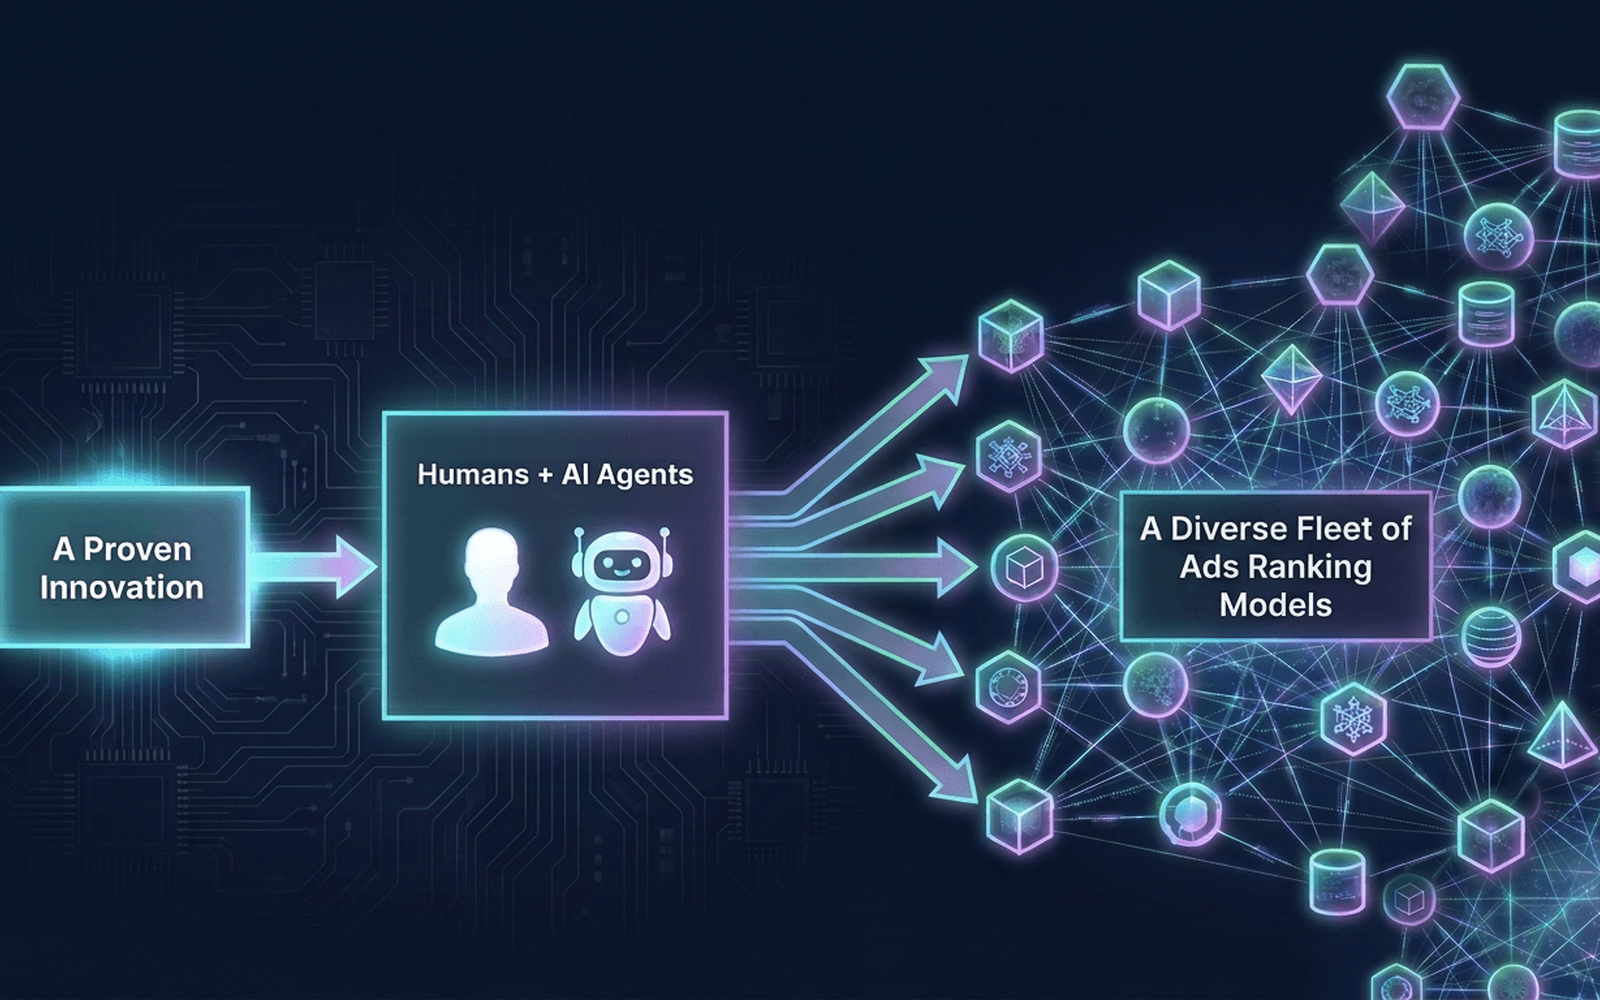 A Proven
Innovation
Humans + AI Agents
A Diverse Fleet of
Ads Ranking
Models